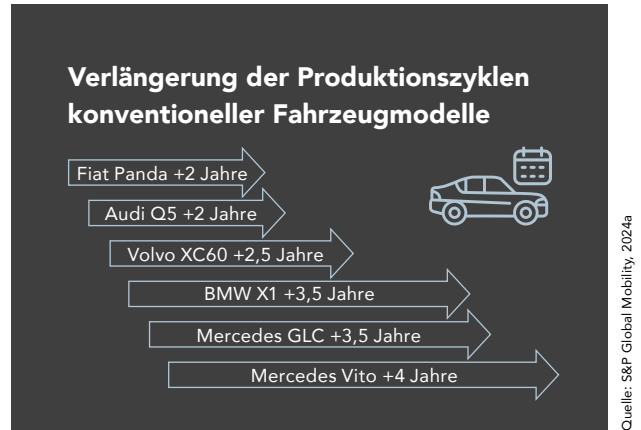 Verlängerung der Produktionszyklen
konventioneller Fahrzeugmodelle
Fiat Panda +2 Jahre
Audi Q5 +2 Jahre
Volvo XC60 +2,5 Jahre
BMW X1 +3,5 Jahre
Mercedes GLC +3,5 Jahre
Mercedes Vito +4 Jahre
Quelle: S&P Global Mobility, 2024a